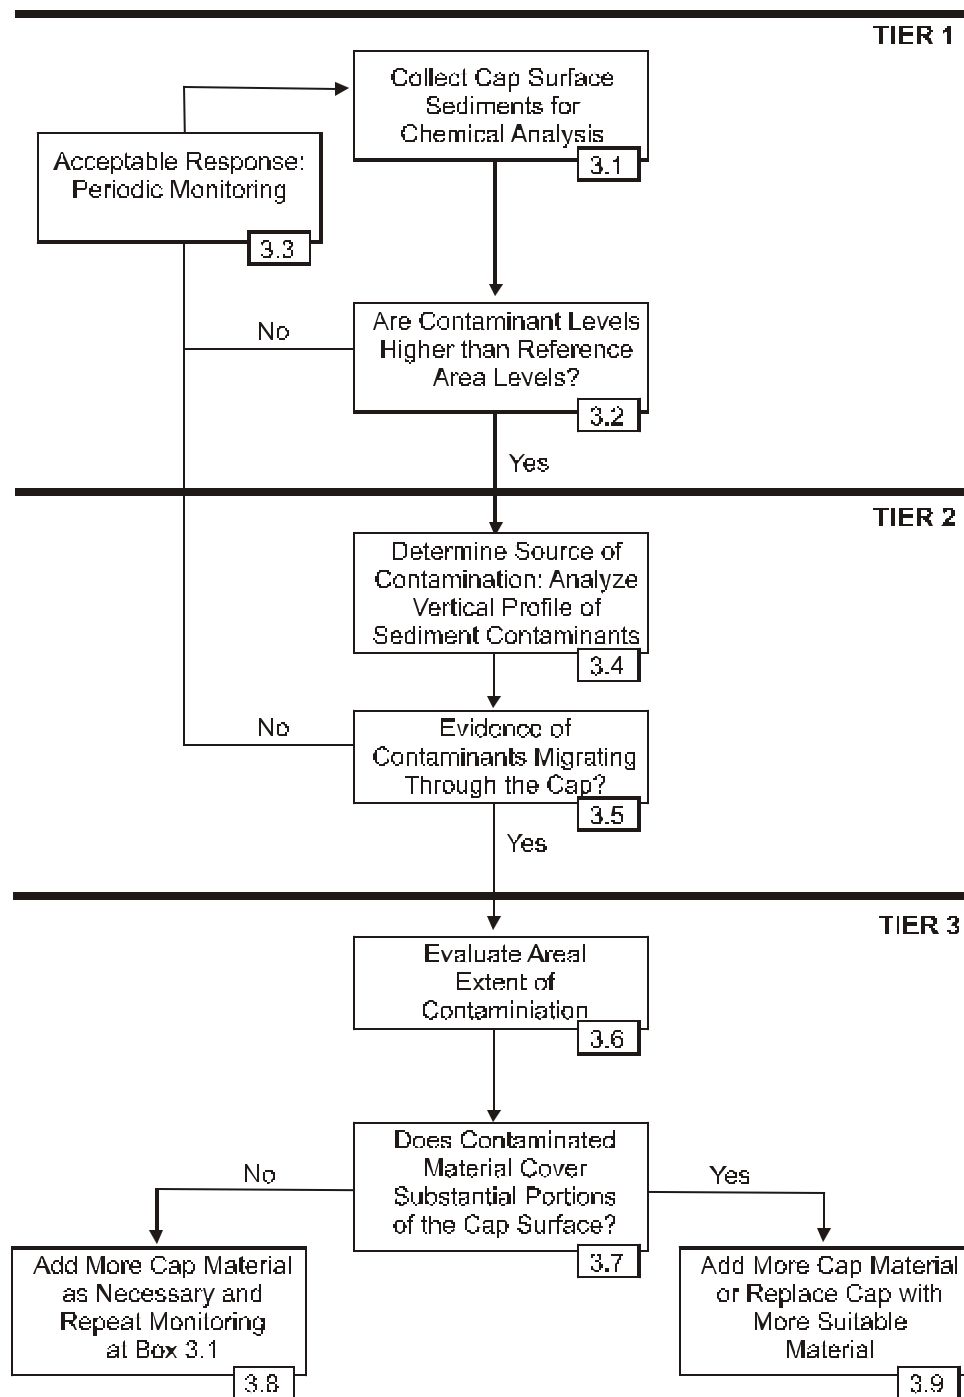 TIER 1
Collect Cap Surface
Sediments for
Chemical Analysis
3.1
Acceptable Response:
Periodic Monitoring
3.3
No
Are Contaminant Levels
Higher than Reference
Area Levels?
3.2
Yes
TIER 2
Determine Source of
Contamination: Analyze
Vertical Profile of
Sediment Contaminants
3.4
No
Evidence of
Contaminants Migrating
Through the Cap?
3.5
Yes
TIER 3
Evaluate Areal
Extent of
Contaminiation
3.6
Does Contaminated
Material Cover
Substantial Portions
of the Cap Surface?
3.7
No
Yes
Add More Cap Material
as Necessary and
Repeat Monitoring
at Box 3.1
3.8
Add More Cap Material
or Replace Cap with
More Suitable
Material
3.9